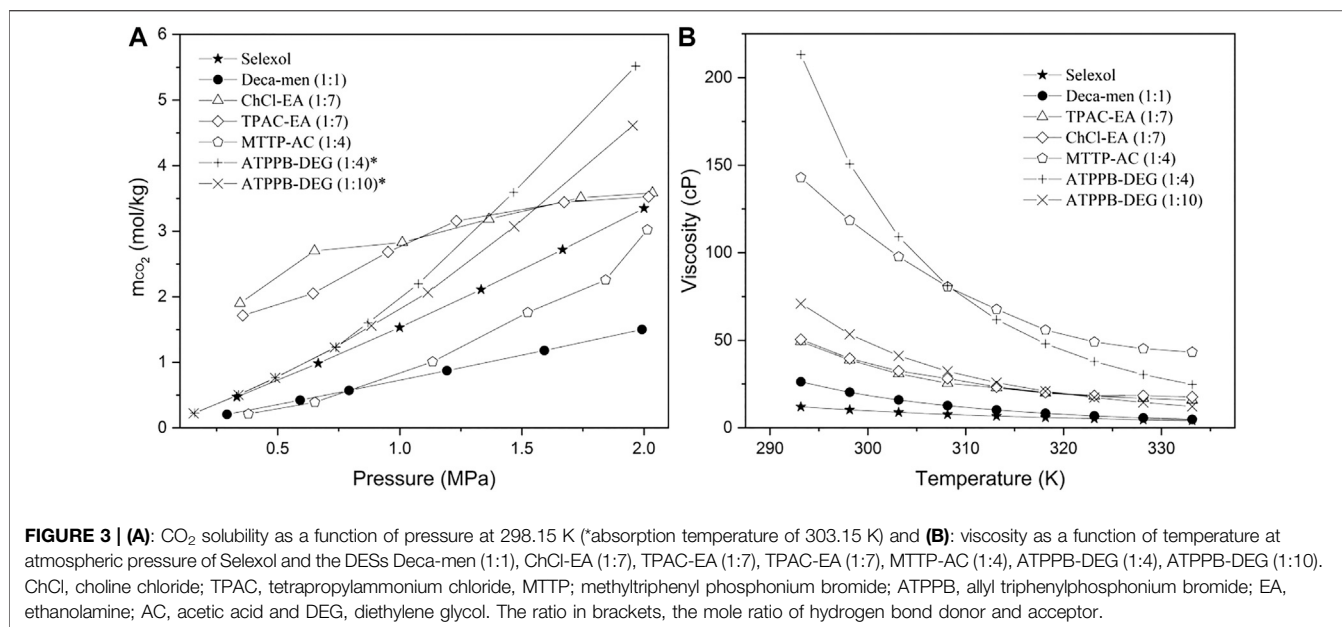 A
Selexol
Deca-men (1:1)
ChCl-EA (1:7)
TPAC-EA (1:7)
MTTP-AC (1:4)
ATPPB-DEG (1:4)*
ATPPB-DEG (1:10)*
6
5
4
3
2
1
0
mCO₂ (mol/kg)
0.5
1.0
1.5
2.0
Pressure (MPa)
B
Selexol
Deca-men (1:1)
TPAC-EA (1:7)
ChCl-EA (1:7)
MTTP-AC (1:4)
ATPPB-DEG (1:4)
ATPPB-DEG (1:10)
200
150
100
50
0
Viscosity (cP)
290
300
310
320
330
Temperature (K)
FIGURE 3 | (A): CO₂ solubility as a function of pressure at 298.15 K (*absorption temperature of 303.15 K) and (B): viscosity as a function of temperature at
atmospheric pressure of Selexol and the DESs Deca-men (1:1), ChCl-EA (1:7), TPAC-EA (1:7), TPAC-EA (1:7), MTTP-AC (1:4), ATPPB-DEG (1:4), ATPPB-DEG (1:10).
ChCl, choline chloride; TPAC, tetrapropylammonium chloride, MTTP; methyltriphenyl phosphonium bromide; ATPPB, allyl triphenylphosphonium bromide; EA,
ethanolamine; AC, acetic acid and DEG, diethylene glycol. The ratio in brackets, the mole ratio of hydrogen bond donor and acceptor.